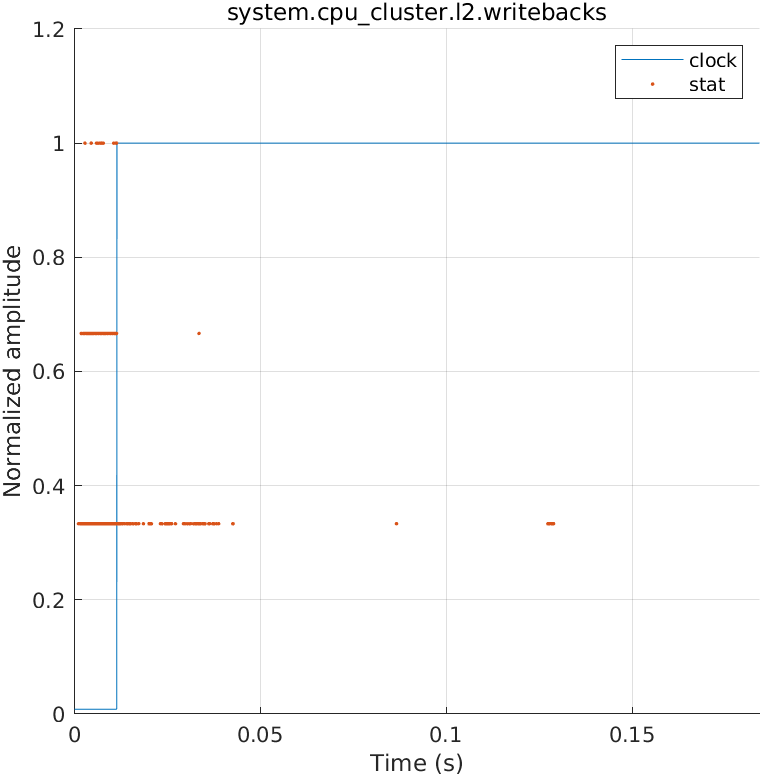 system.cpu_cluster.l2.writebacks
clock
stat
1.2
1
0.8
0.6
0.4
0.2
0
Normalized amplitude
0
0.05
0.1
0.15
Time (s)